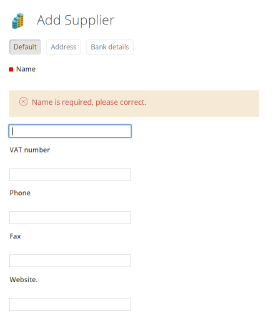 Add Supplier
Default Address Bank details
Name
Name is required, please correct.
VAT number
Phone
Fax
Website.